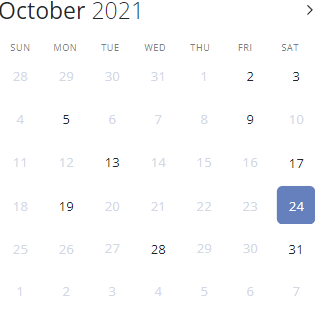 October 2021
SUN MON TUE WED THU FRI SAT
28 29 30 31 1 2 3
4 5 6 7 8 9 10
11 12 13 14 15 16 17
18 19 20 21 22 23 24
25 26 27 28 29 30 31
1 2 3 4 5 6 7